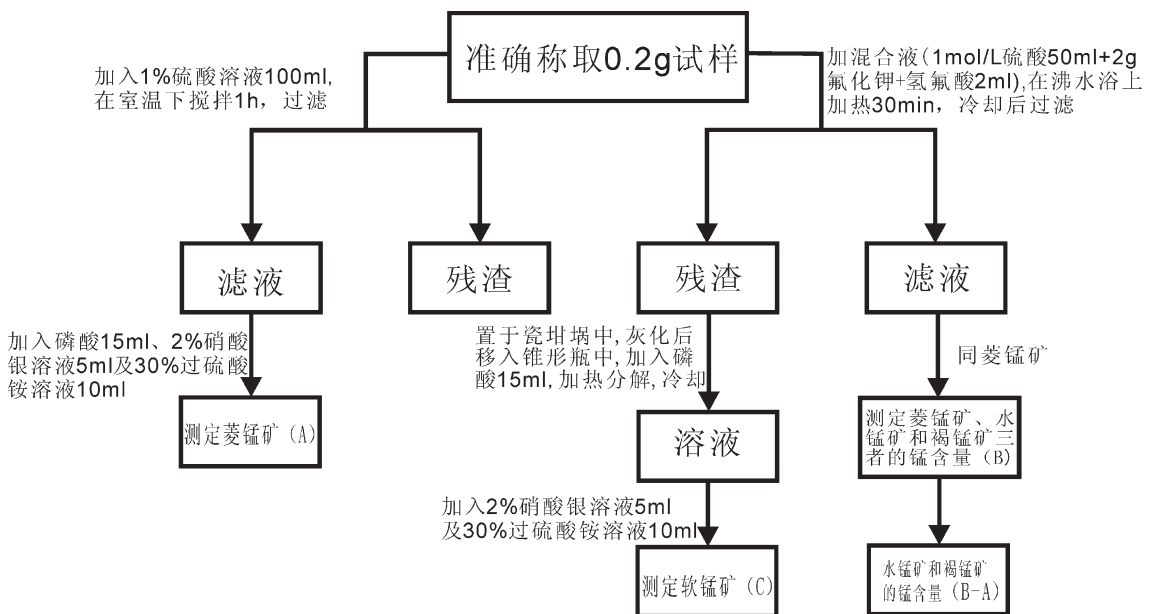 准确称取0.2g试样
加入1%硫酸溶液100ml,
在室温下搅拌1h，过滤
加混合液(1mol/L硫酸50ml+2g
氟化钾+氢氟酸2ml),在沸水浴上
加热30min，冷却后过滤
滤液
残渣
残渣
滤液
加入磷酸15ml、2%硝酸
银溶液5ml及30%过硫酸
铵溶液10ml
置于瓷坩埚中,灰化后
移入锥形瓶中,加入磷
酸15ml,加热分解,冷却
同菱锰矿
测定菱锰矿（A）
溶液
测定菱锰矿、水
锰矿和褐锰矿三
者的锰含量（B）
加入2%硝酸银溶液5ml
及30%过硫酸铵溶液10ml
测定软锰矿（C）
水锰矿和褐锰矿
的锰含量（B-A）